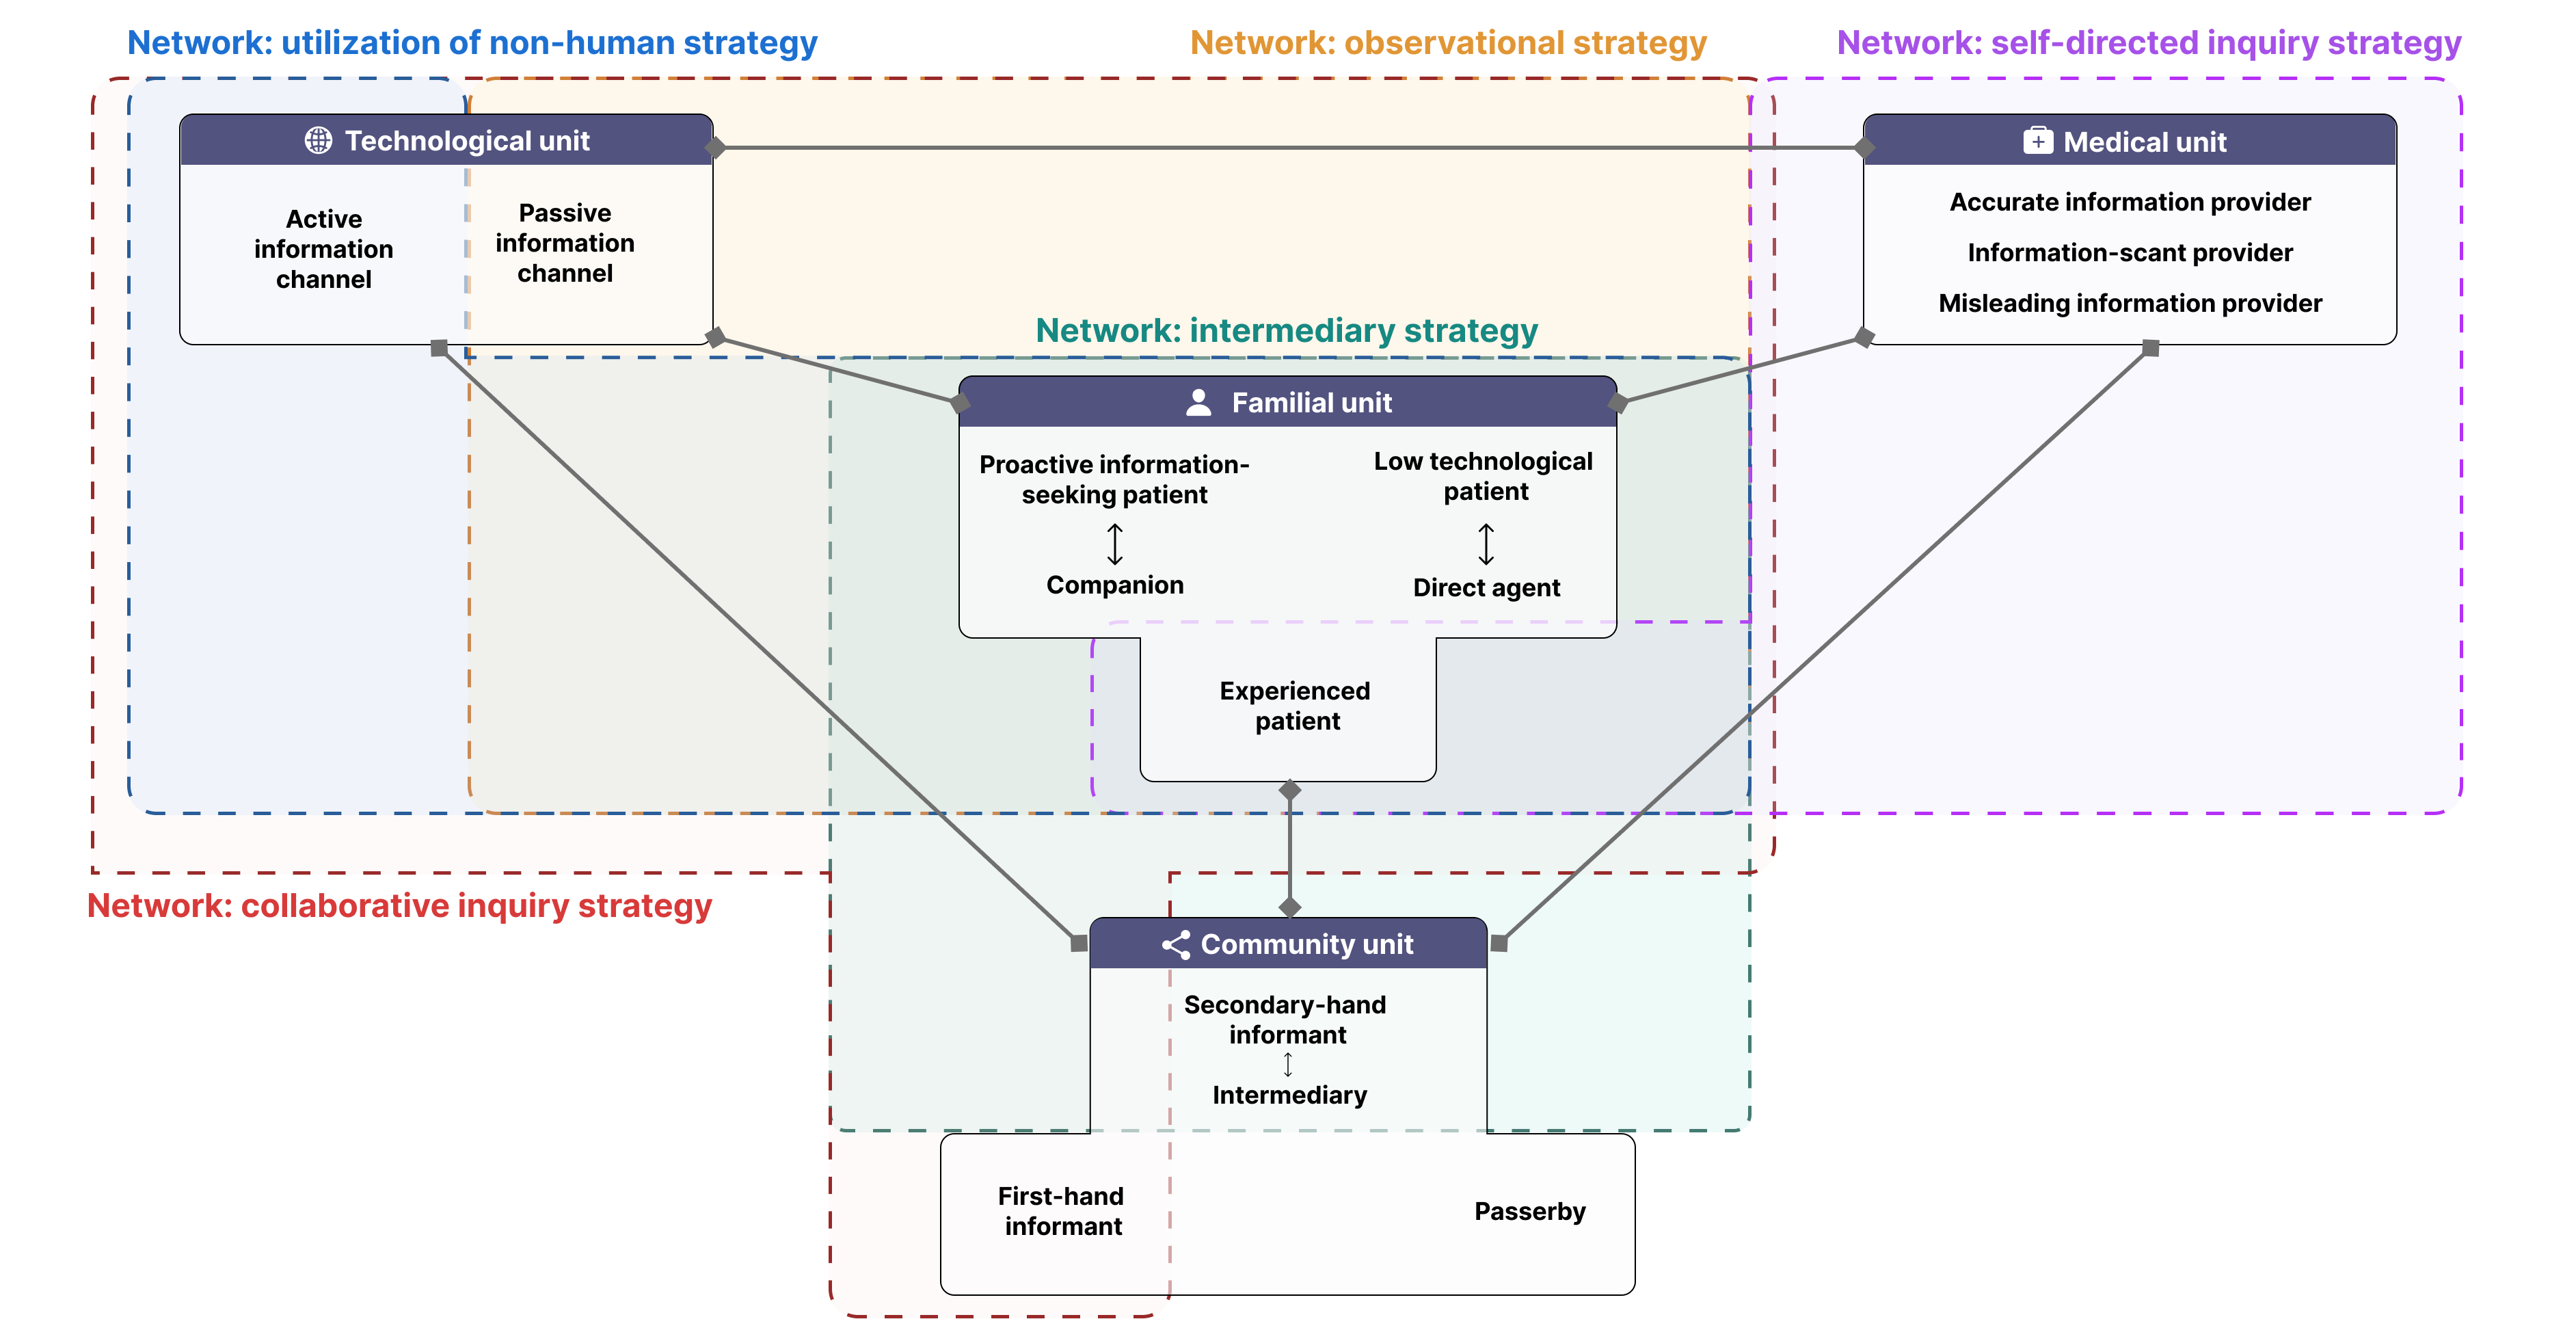 Network: utilization of non-human strategy
Network: observational strategy
Network: self-directed inquiry strategy
Technological unit
Active
information
channel
Passive
information
channel
Medical unit
Accurate information provider
Information-scant provider
Misleading information provider
Network: intermediary strategy
Familial unit
Proactive information-
seeking patient
Companion
Low technological
patient
Direct agent
Experienced
patient
Network: collaborative inquiry strategy
Community unit
Secondary-hand
informant
Intermediary
First-hand
informant
Passerby